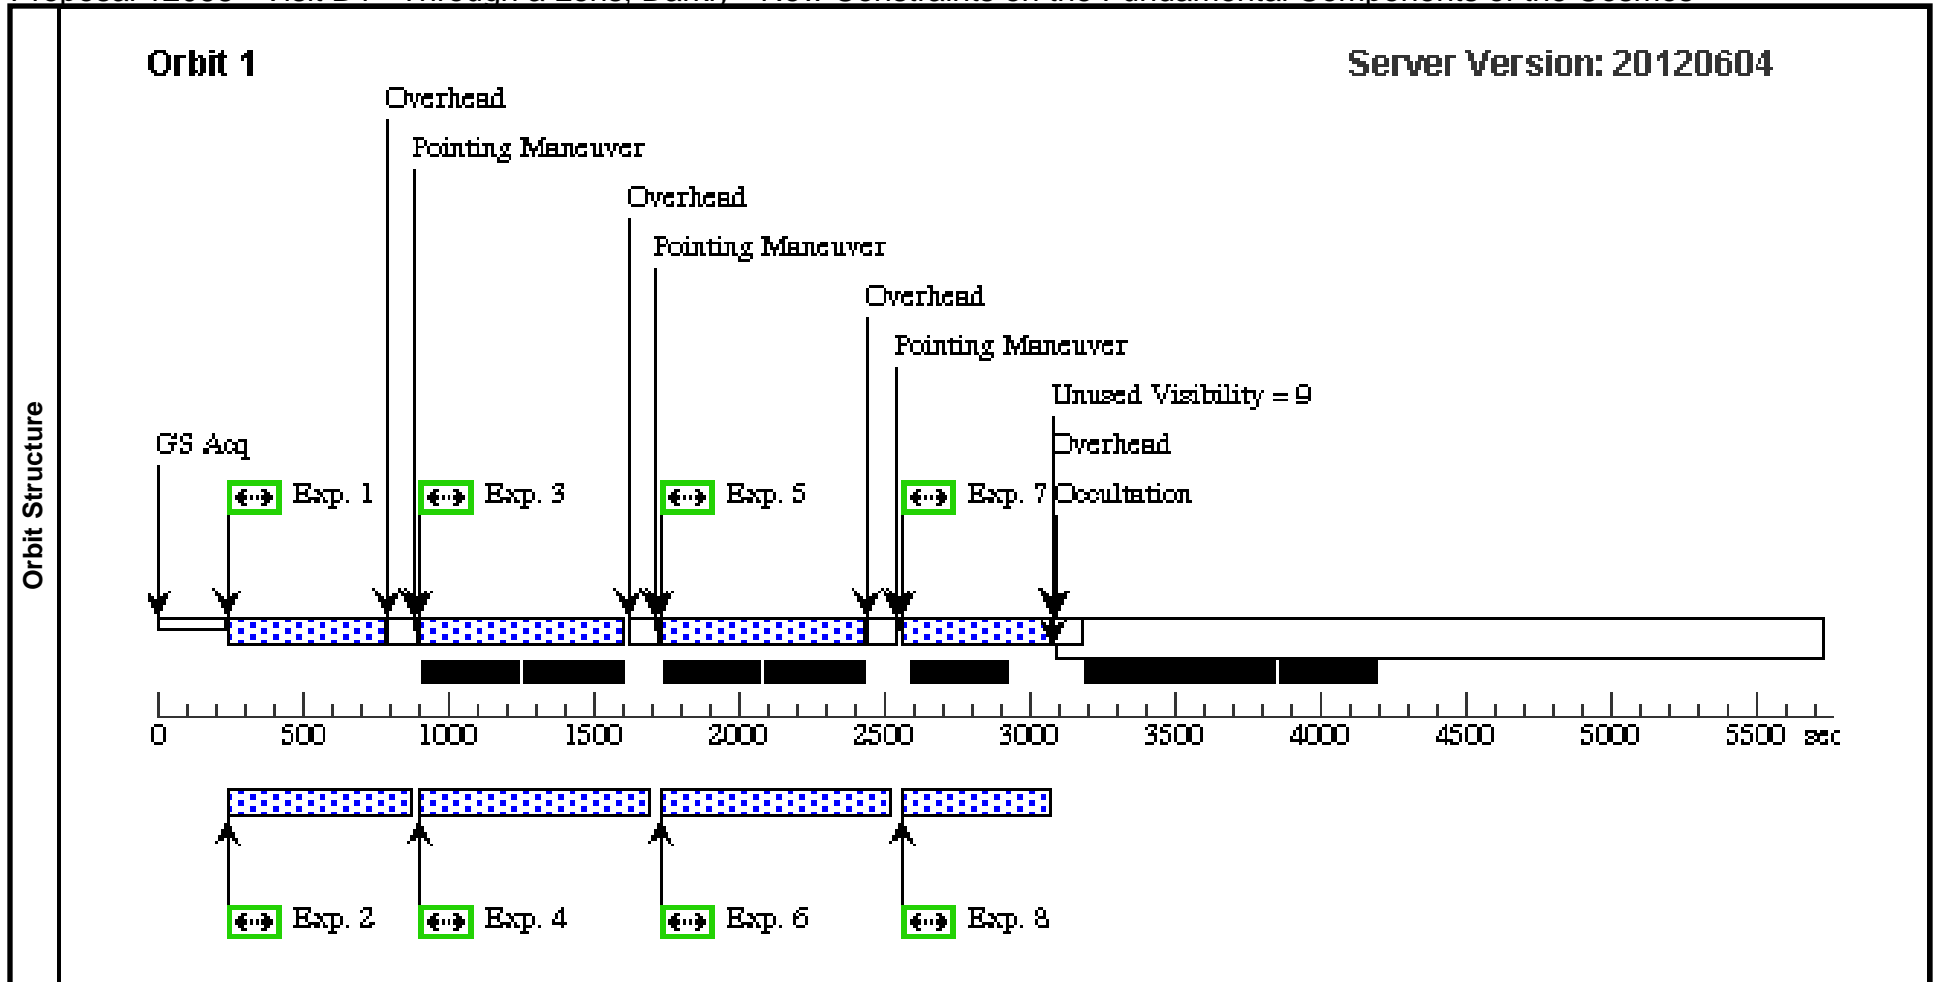 Orbit 1
Server Version: 20120604
Overhead
Pointing Maneuver
Overhead
Pointing Maneuver
Overhead
Pointing Maneuver
Unused Visibility = 9
GS Acq
Overhead
Exp. 1
Exp. 3
Exp. 5
Exp. 7
Occultation
Orbit Structure
0 500 1000 1500 2000 2500 3000 3500 4000 4500 5000 5500 sec
Exp. 2
Exp. 4
Exp. 6
Exp. 8